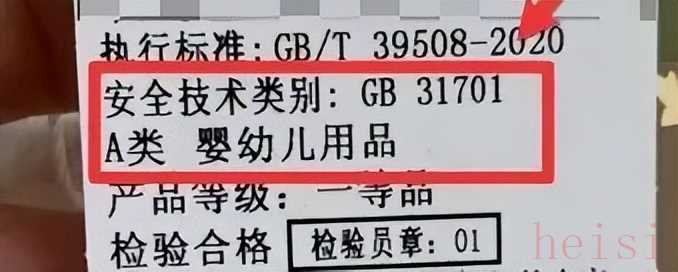 执行标准：GB/T 39508-2020
安全技术类别：GB 31701
A类 婴幼儿用品
产品等级：一等品
检验合格 检验员章：01
heisi